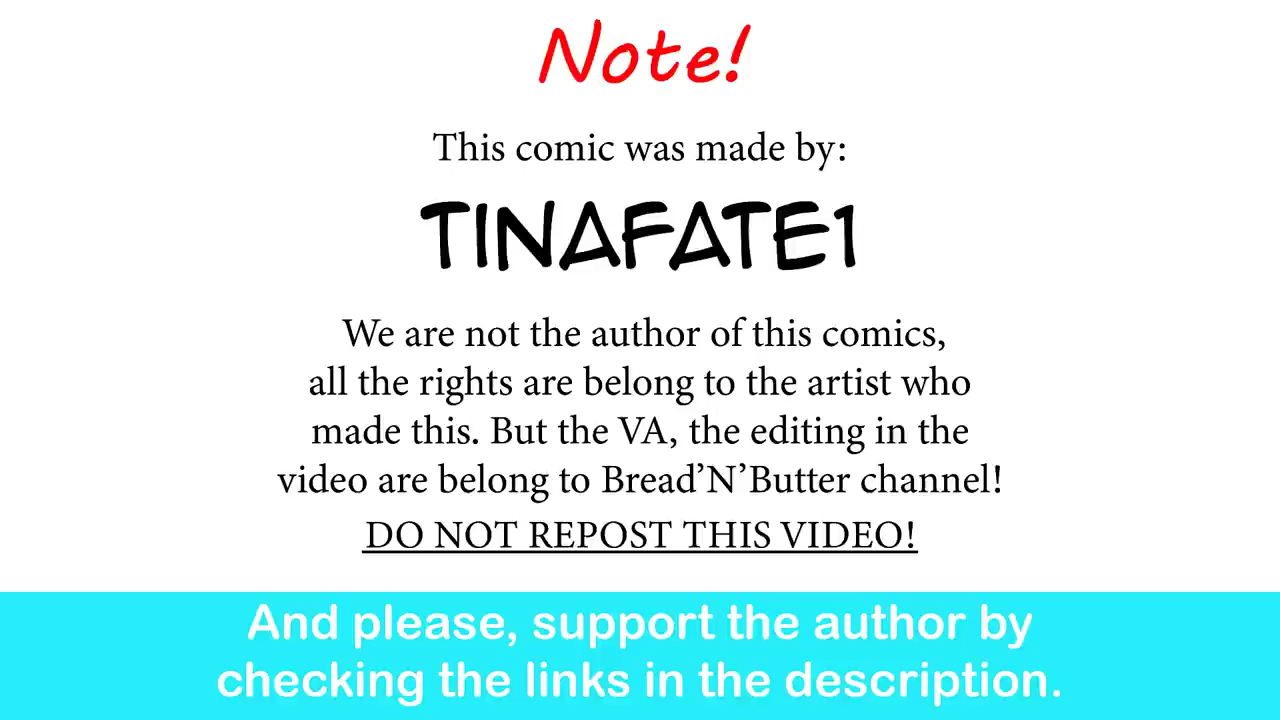 Note!
This comic was made by:
TINAFATE1
We are not the author of this comics,
all the rights are belong to the artist who
made this. But the VA, the editing in the
video are belong to Bread’N’Butter channel!
DO NOT REPOST THIS VIDEO!
And please, support the author by
checking the links in the description.